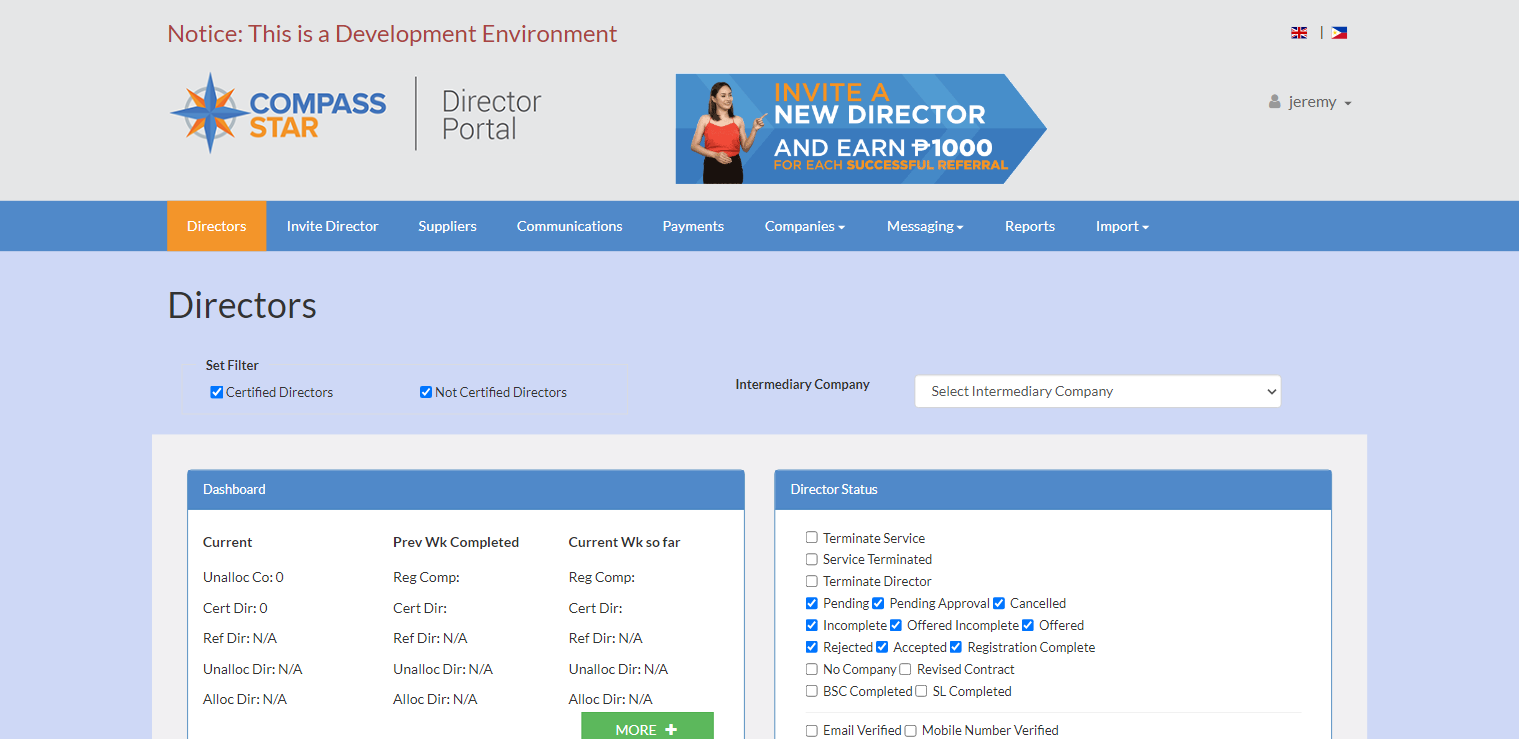 Notice: This is a Development Environment
|
COMPASS
STAR
Director
Portal
INVITE A
NEW DIRECTOR
AND EARN ₱1000
FOR EACH SUCCESSFUL REFERRAL
jeremy
Directors Invite Director Suppliers Communications Payments Companies Messaging Reports Import
Directors
Set Filter
Certified Directors Not Certified Directors
Intermediary Company Select Intermediary Company
Dashboard
Current Prev Wk Completed Current Wk so far
Unalloc Co: 0 Reg Comp: Reg Comp:
Cert Dir: 0 Cert Dir: Cert Dir:
Ref Dir: N/A Ref Dir: N/A Ref Dir: N/A
Unalloc Dir: N/A Unalloc Dir: N/A Unalloc Dir: N/A
Alloc Dir: N/A Alloc Dir: N/A Alloc Dir: N/A
MORE +
Director Status
Terminate Service
Service Terminated
Terminate Director
Pending Pending Approval Cancelled
Incomplete Offered Incomplete Offered
Rejected Accepted Registration Complete
No Company Revised Contract
BSC Completed SL Completed
Email Verified Mobile Number Verified